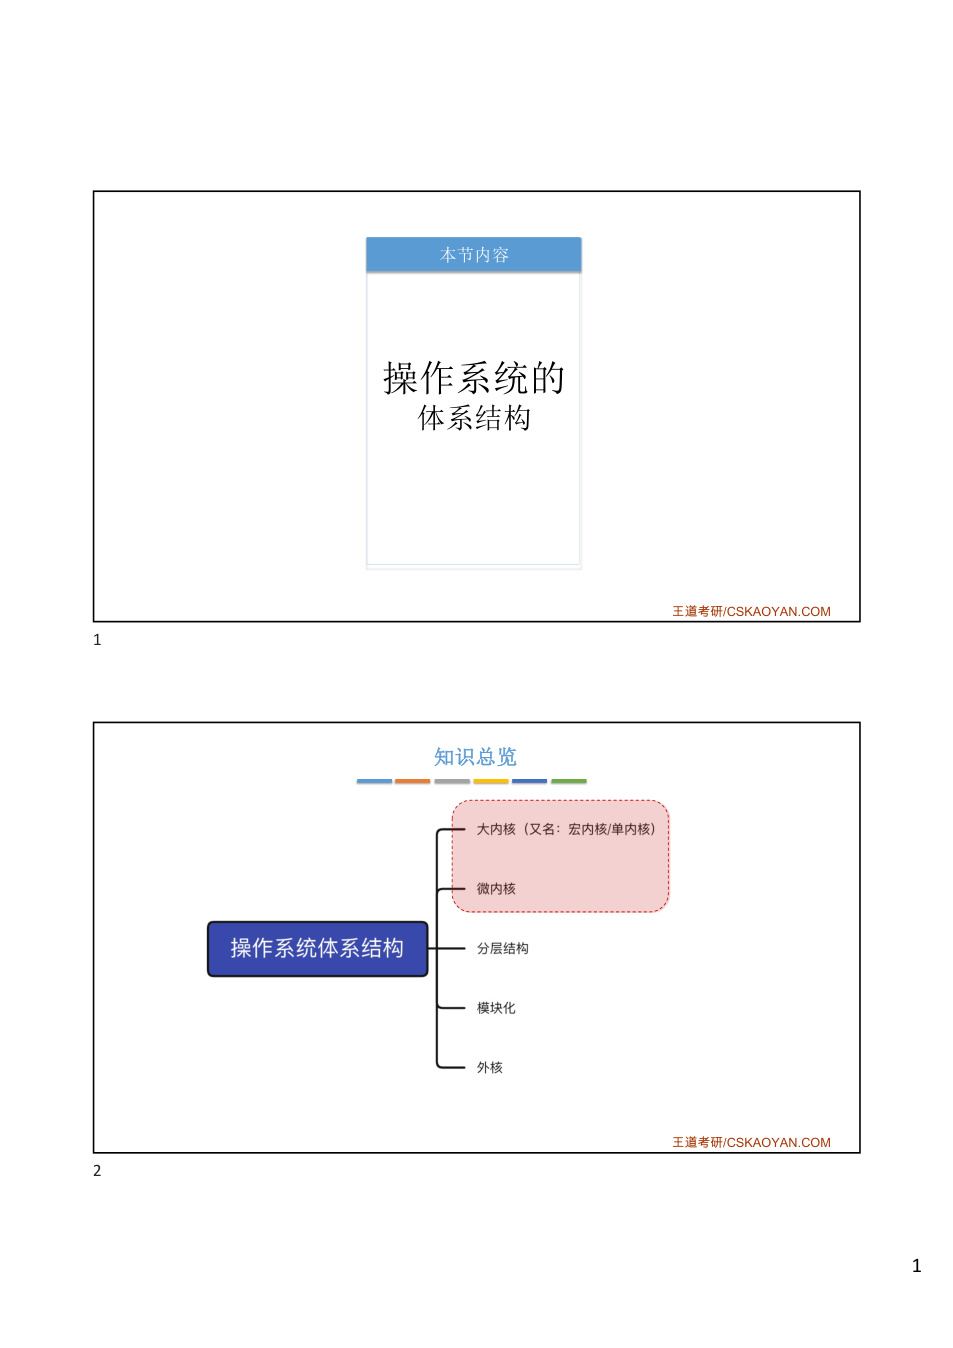 本节内容
操作系统的
体系结构
王道考研/CSKAOYAN.COM
1
知识总览
大内核（又名：宏内核/单内核）
微内核
操作系统体系结构
分层结构
模块化
外核
王道考研/CSKAOYAN.COM
2
1